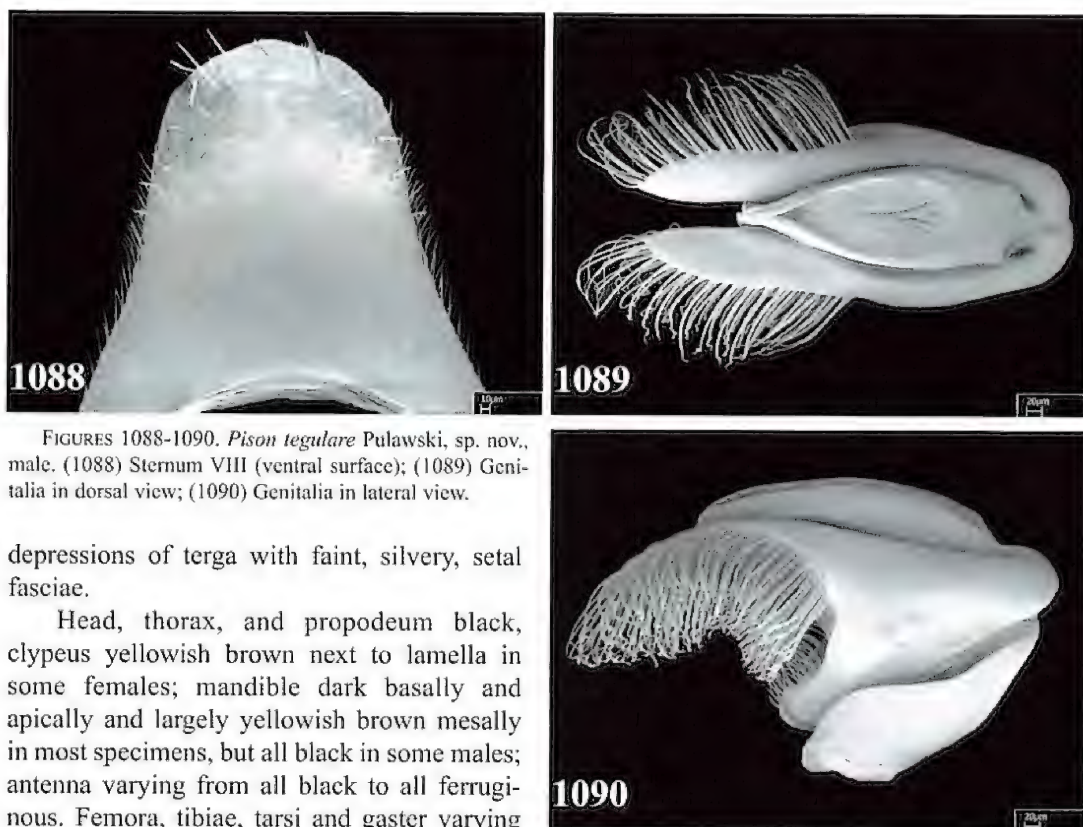 1088
10µm
1089
20µm
FIGURES 1088-1090. Pison tegulare Pulawski, sp. nov.,
male. (1088) Sternum VIII (ventral surface); (1089) Geni-
talia in dorsal view; (1090) Genitalia in lateral view.
depressions of terga with faint, silvery, setal
fasciae.
Head, thorax, and propodeum black,
clypeus yellowish brown next to lamella in
some females; mandible dark basally and
apically and largely yellowish brown mesally
in most specimens, but all black in some males;
antenna varying from all black to all ferrugi-
nous. Femora, tibiae, tarsi and gaster varying
1090
20µm